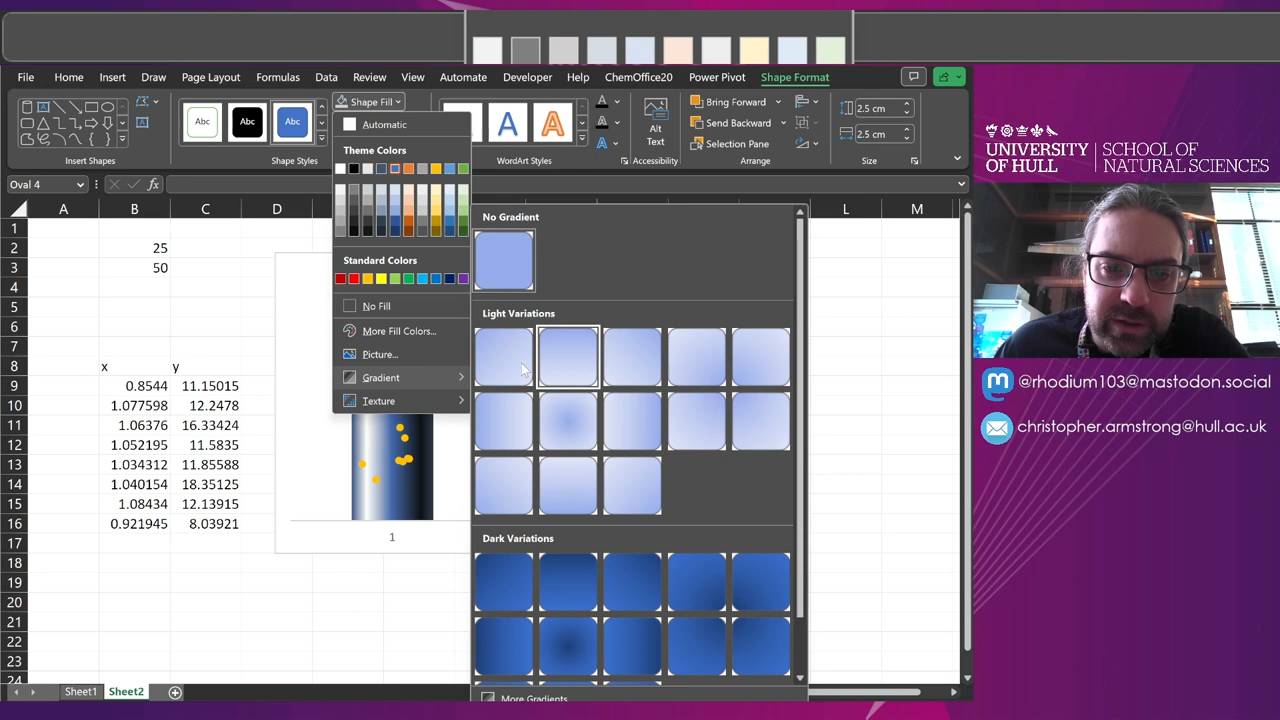 File Home Insert Draw Page Layout Formulas Data Review View Automate Developer Help ChemOffice20 Power Pivot Shape Format
Abc Abc Abc
Shape Fill
A A A
Alt Text
Bring Forward
Send Backward
Selection Pane
2.5 cm
2.5 cm
Insert Shapes Shape Styles WordArt Styles Accessibility Arrange Size
Oval 4
fx
A B C D L M
1
2 25
3 50
4
5
6
7
8 x y
9 0.8544 11.15015
10 1.077598 12.2478
11 1.06376 16.33424
12 1.052195 11.5835
13 1.034312 11.85588
14 1.040154 18.35125
15 1.08434 12.13915
16 0.921945 8.03921
17
18
19
20
21
22
23
24
1
Automatic
Theme Colors
Standard Colors
No Fill
More Fill Colors...
Picture...
Gradient
Texture
No Gradient
Light Variations
Dark Variations
More Gradients
Sheet1 Sheet2
UNIVERSITY OF HULL
SCHOOL OF NATURAL SCIENCES
@rhodium103@mastodon.social
christopher.armstrong@hull.ac.uk